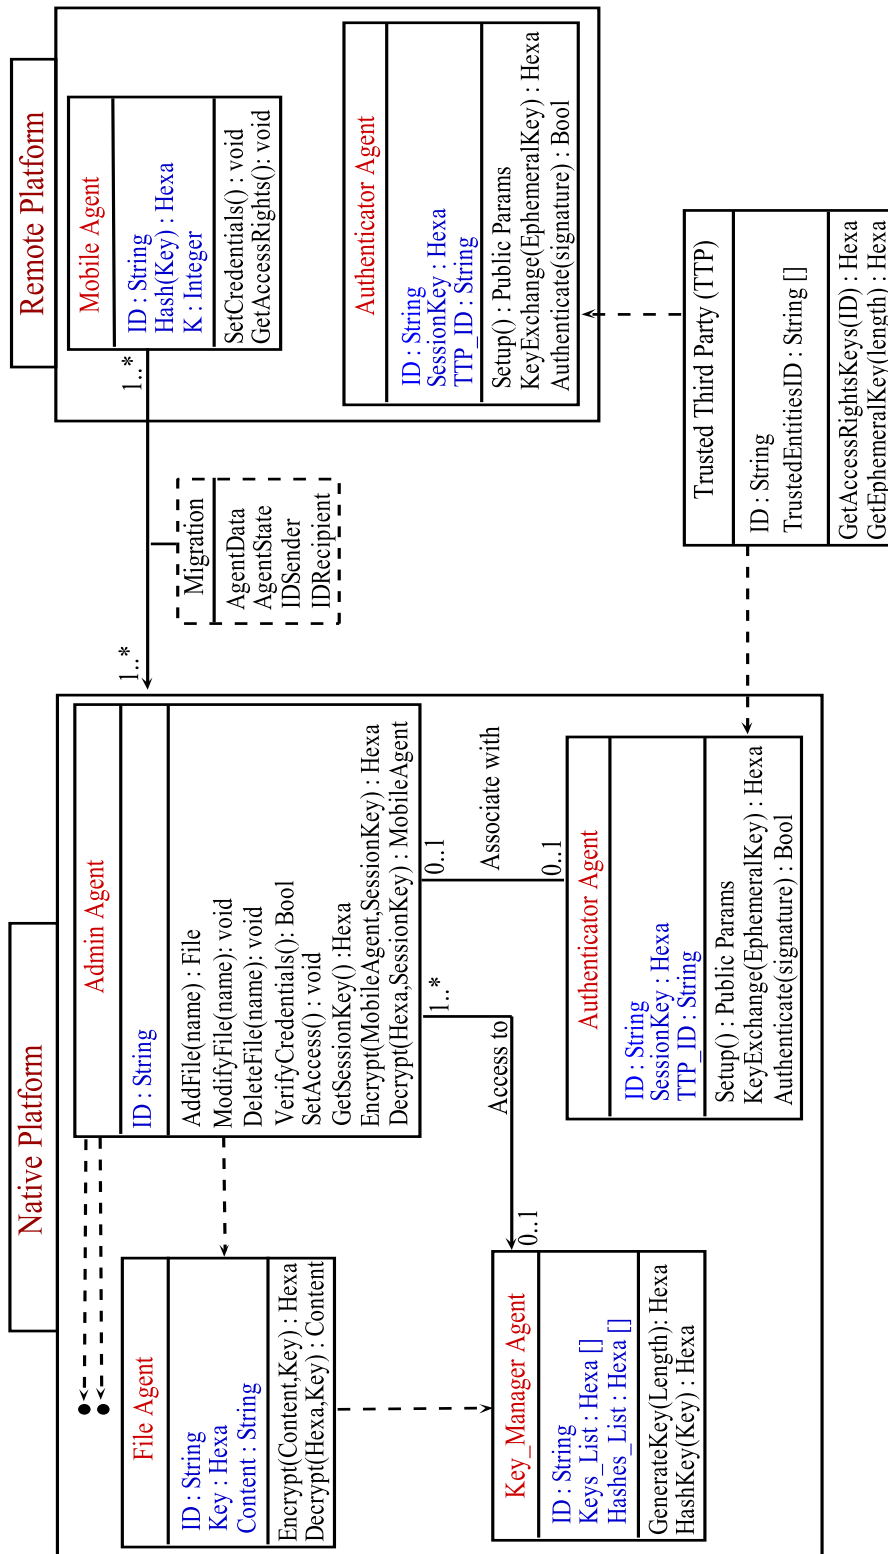 Native Platform
File Agent
ID : String
Key : Hexa
Content : String
Encrypt(Content,Key) : Hexa
Decrypt(Hexa,Key) : Content
Admin Agent
ID : String
AddFile(name) : File
ModifyFile(name): void
DeleteFile(name): void
VerifyCredentials(): Bool
SetAccess() : void
GetSessionKey() :Hexa
Encrypt(MobileAgent,SessionKey) : Hexa
Decrypt(Hexa,SessionKey) : MobileAgent
Key_Manager Agent
ID : String
Keys_List : Hexa []
Hashes_List : Hexa []
GenerateKey(Length): Hexa
HashKey(Key) : Hexa
0..1
Access to
1..*
0..1
Associate with
0..1
Authenticator Agent
ID : String
SessionKey : Hexa
TTP_ID : String
Setup() : Public Params
KeyExchange(EphemeralKey) : Hexa
Authenticate(signature) : Bool
1..*
Migration
AgentData
AgentState
IDSender
IDRecipient
1..*
Remote Platform
Mobile Agent
ID : String
Hash(Key) : Hexa
K : Integer
SetCredentials() : void
GetAccessRights(): void
Authenticator Agent
ID : String
SessionKey : Hexa
TTP_ID : String
Setup() : Public Params
KeyExchange(EphemeralKey) : Hexa
Authenticate(signature) : Bool
Trusted Third Party (TTP)
ID : String
TrustedEntitiesID : String []
GetAccessRightsKeys(ID) : Hexa
GetEphemeralKey(length) : Hexa